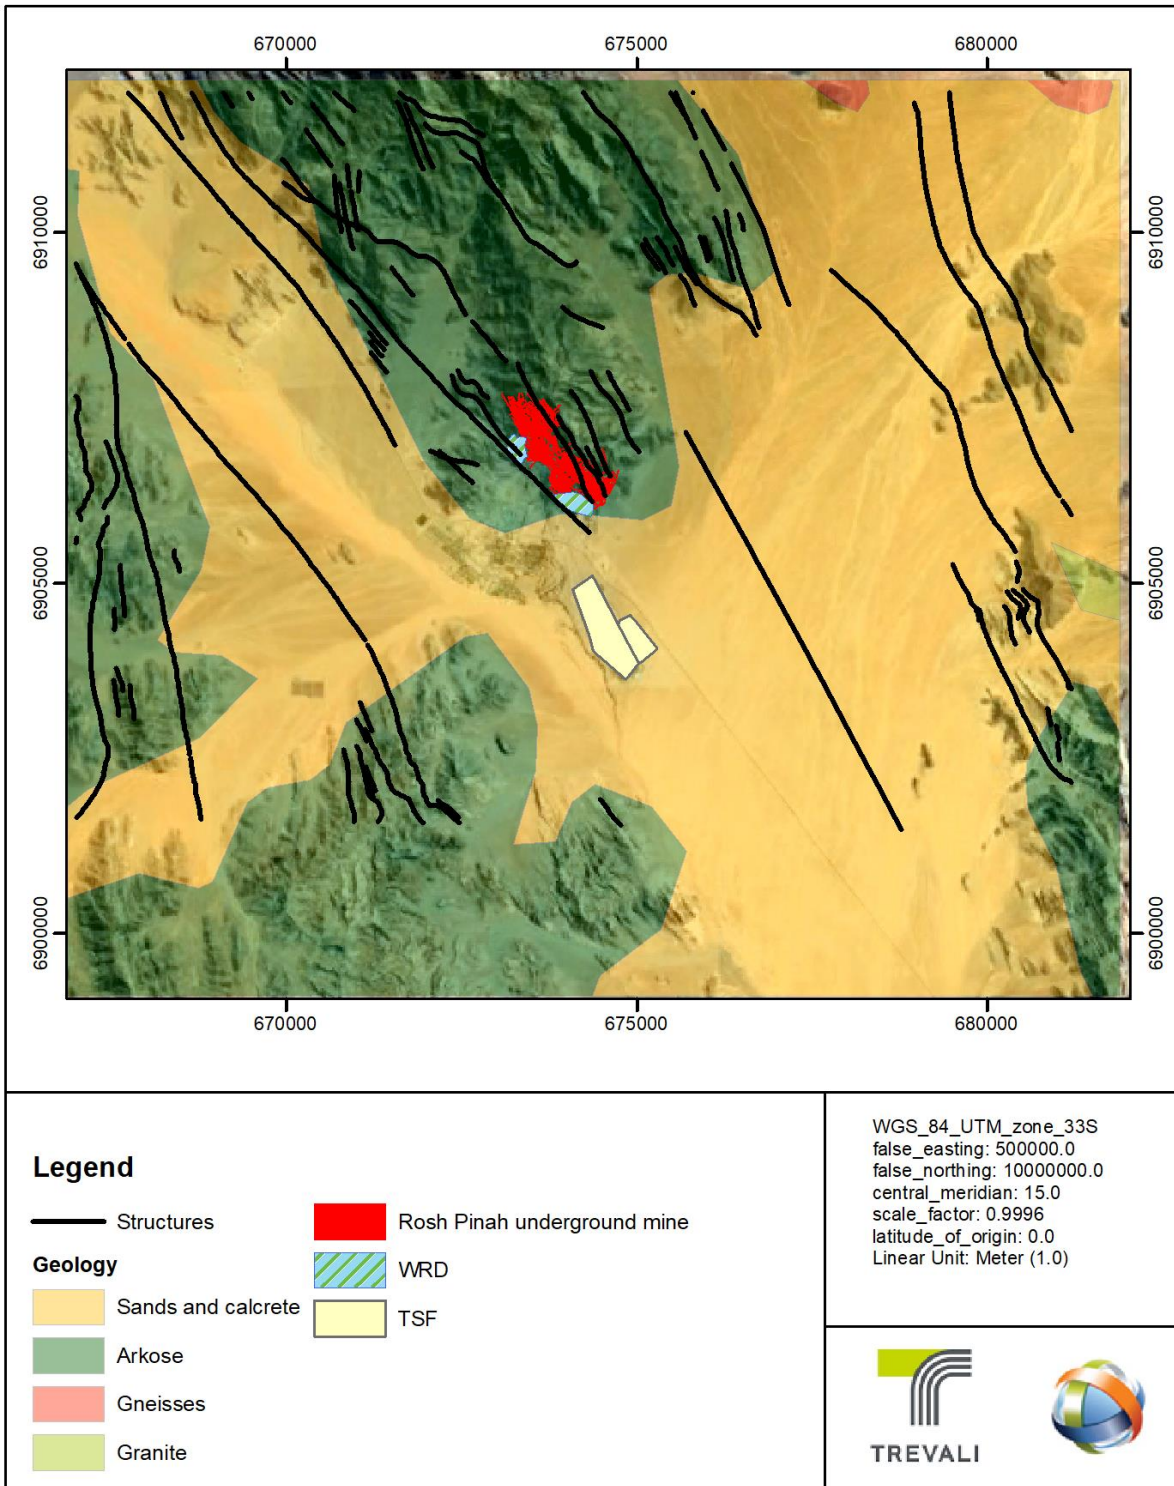 670000 675000 680000
6910000 6910000
6905000 6905000
6900000 6900000
670000 675000 680000
Legend
Structures
Geology
Sands and calcrete
Arkose
Gneisses
Granite
Rosh Pinah underground mine
WRD
TSF
WGS_84_UTM_zone_33S
false_easting: 500000.0
false_northing: 10000000.0
central_meridian: 15.0
scale_factor: 0.9996
latitude_of_origin: 0.0
Linear Unit: Meter (1.0)
TREVALI